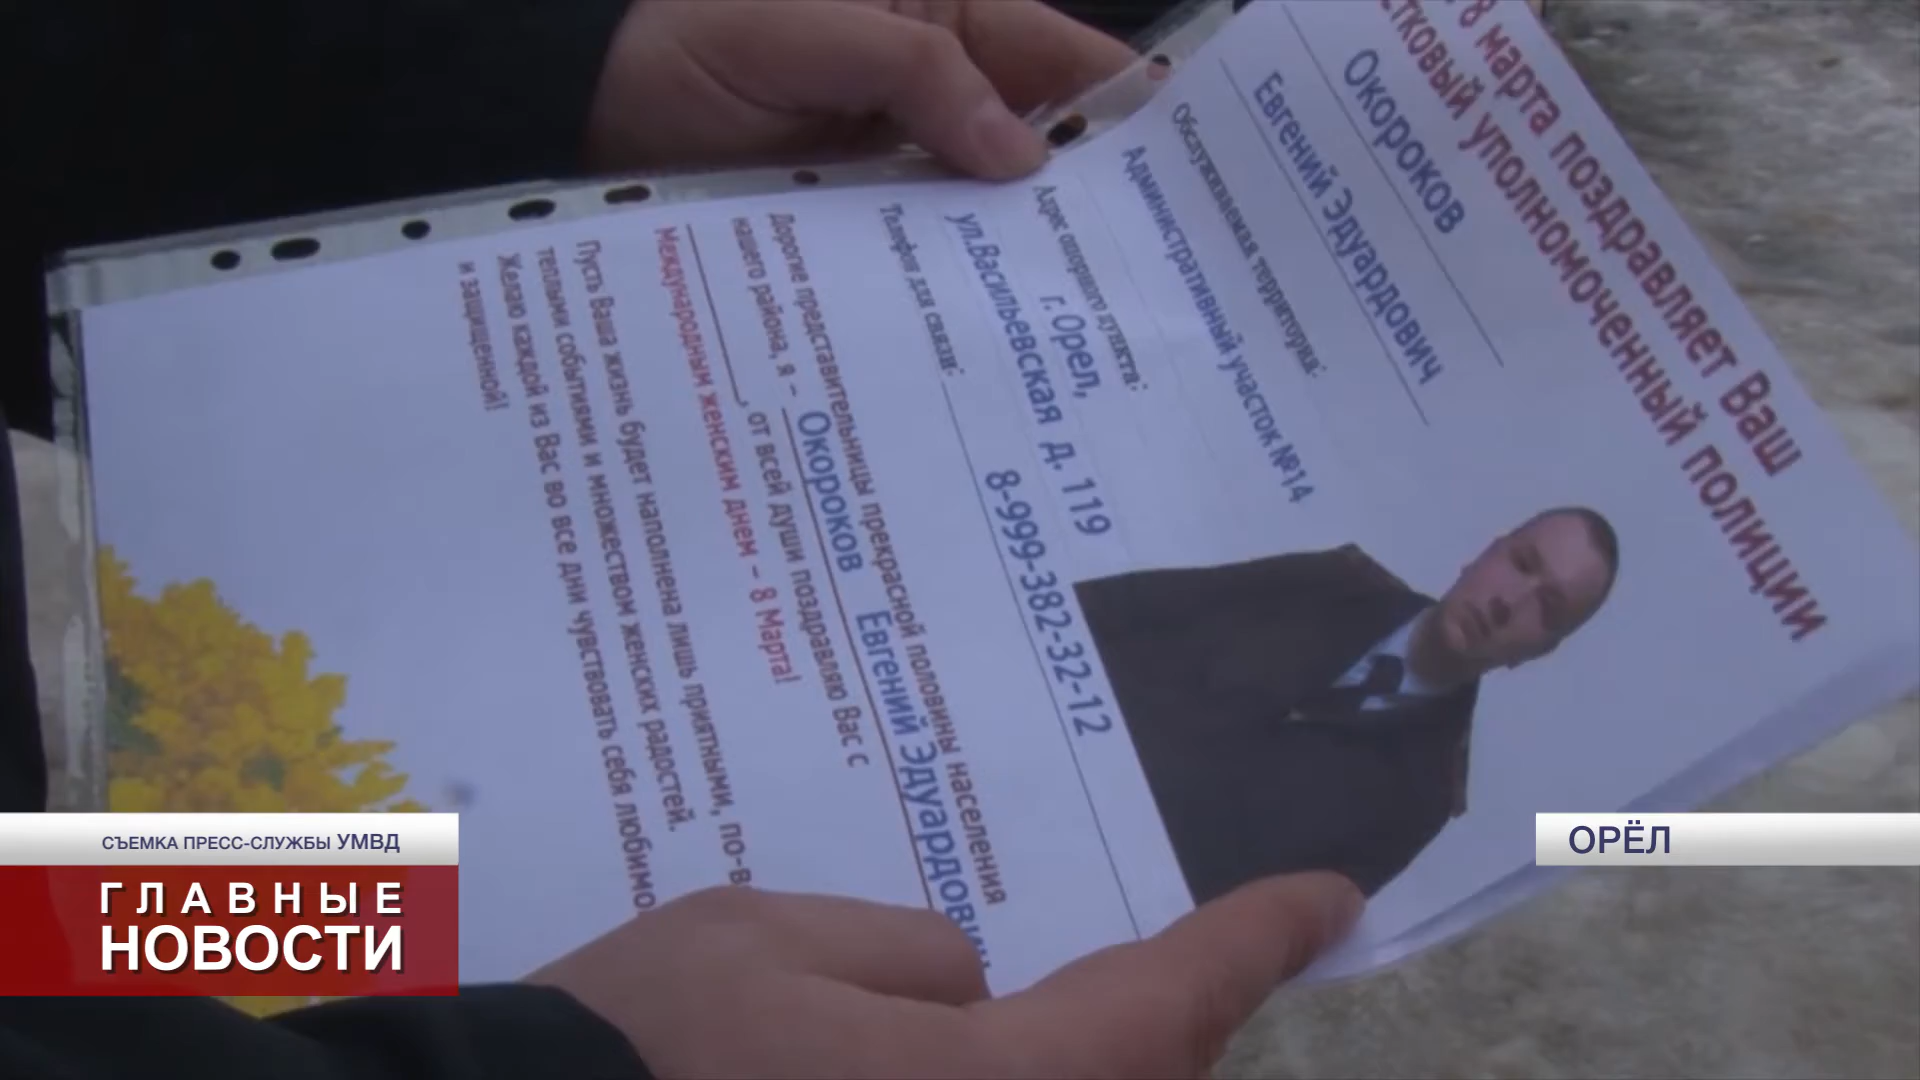 8 марта поздравляет Ваш
стковый уполномоченный полиции
Окороков
Евгений Эдуардович
Обслуживаемая территория:
Административный участок №14
Адрес опорного пункта:
г. Орел,
ул.Васильевская д. 119
Телефон для связи:
8-999-382-32-12
Дорогие представительницы прекрасной половины населения
нашего района, я – Окороков Евгений Эдуардович
, от всей души поздравляю Вас с
Международным женским днем – 8 Марта!
Пусть Ваша жизнь будет наполнена лишь приятными, по-в
теплыми событиями и множеством женских радостей.
Желаю каждой из Вас во все дни чувствовать себя любимо
и защищенной!
СЪЕМКА ПРЕСС-СЛУЖБЫ УМВД
ГЛАВНЫЕ
НОВОСТИ
ОРЁЛ